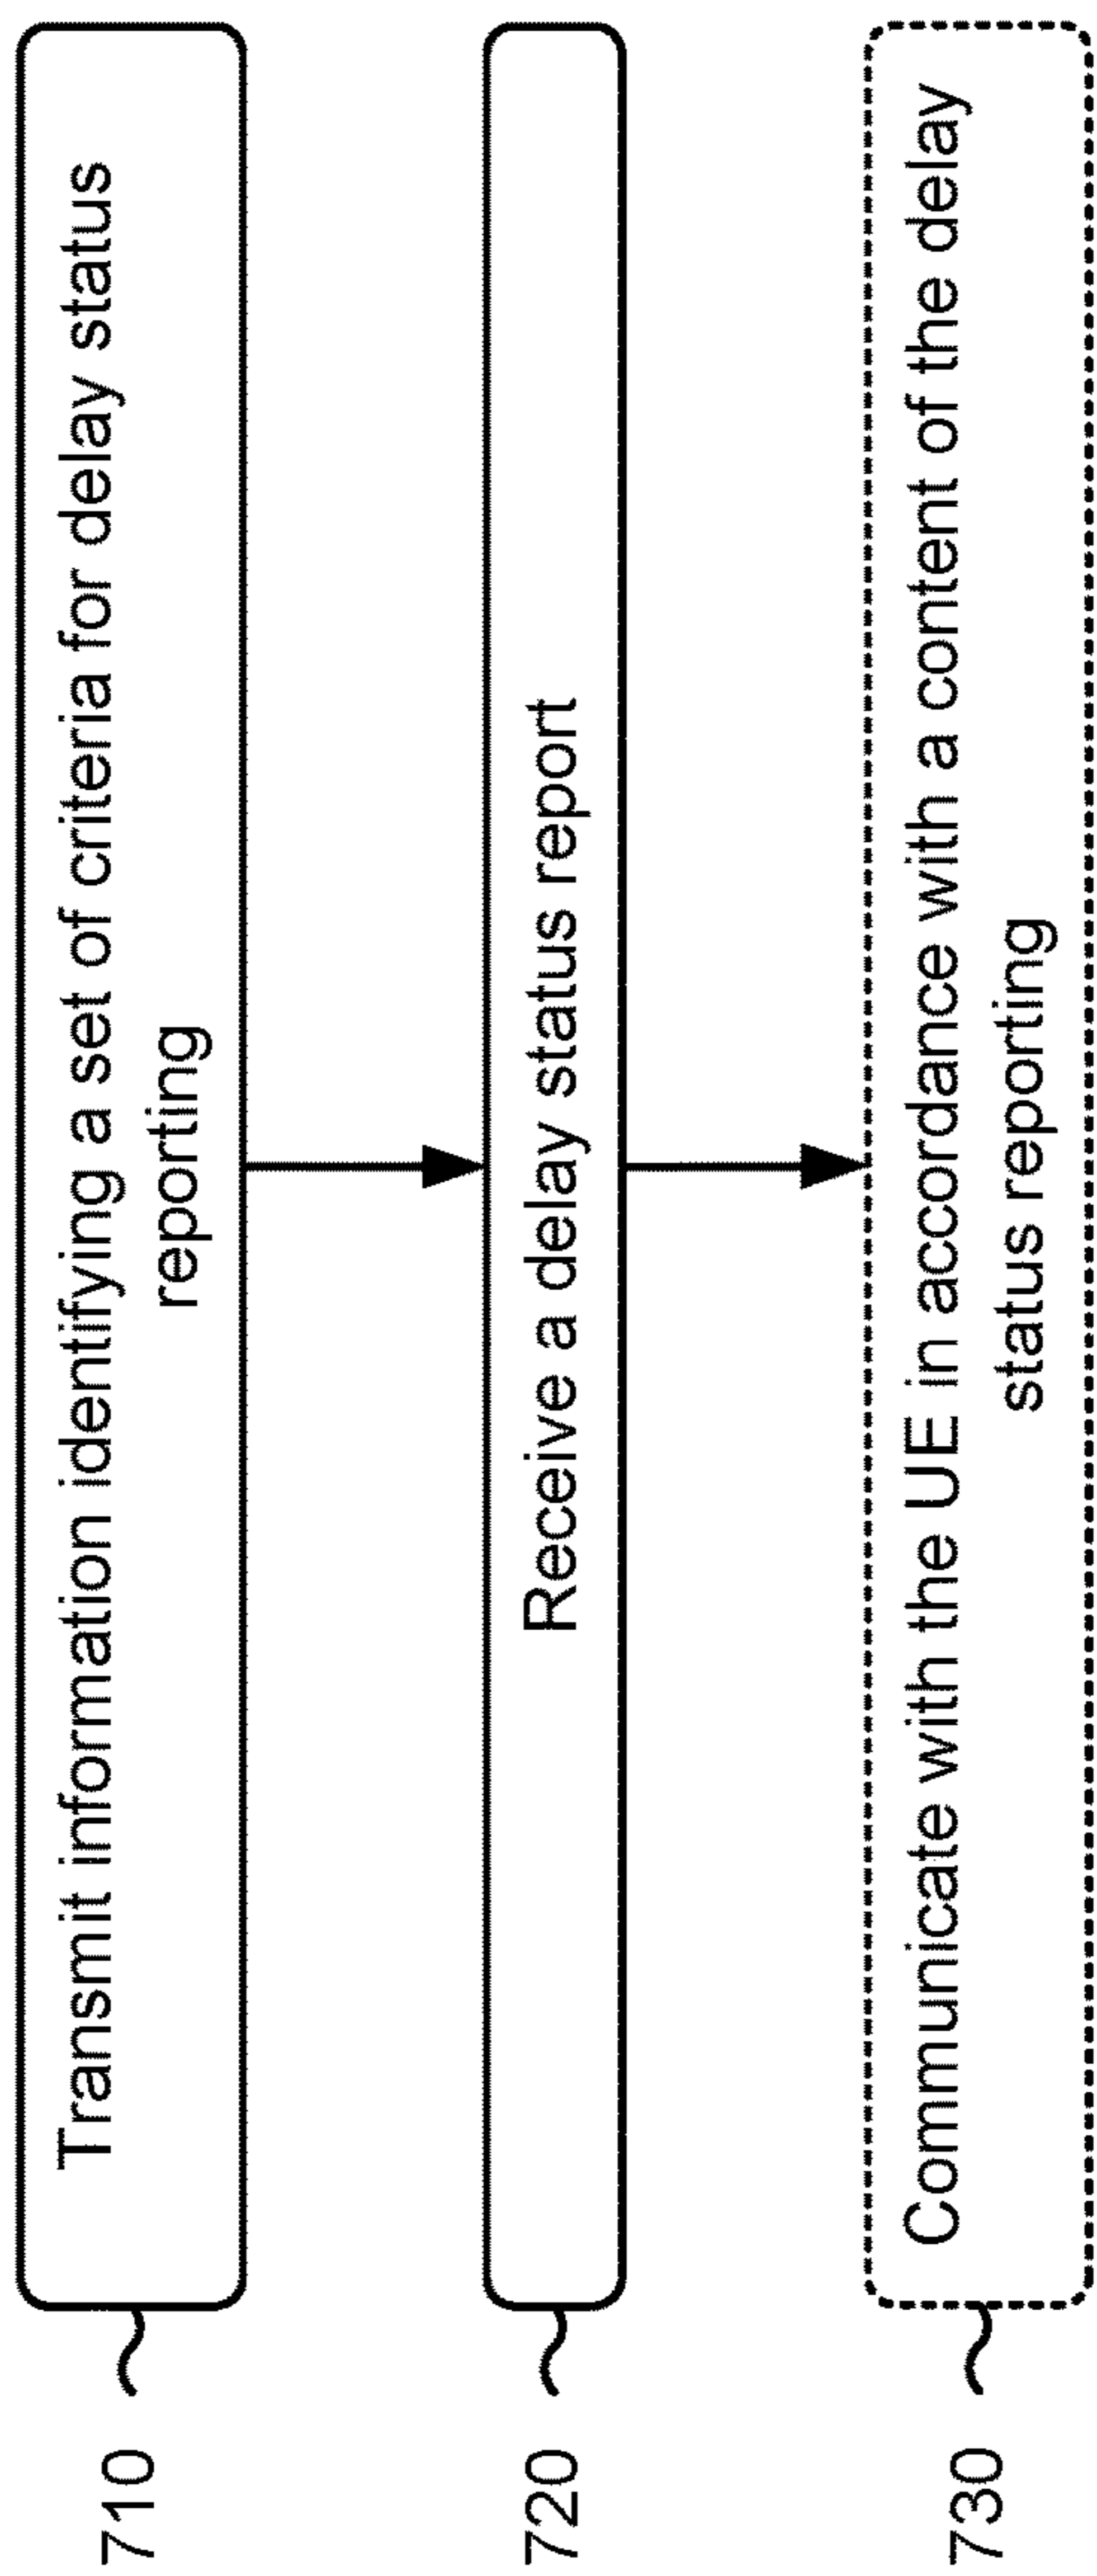 710
Transmit information identifying a set of criteria for delay status
reporting
720
Receive a delay status report
730
Communicate with the UE in accordance with a content of the delay
status reporting